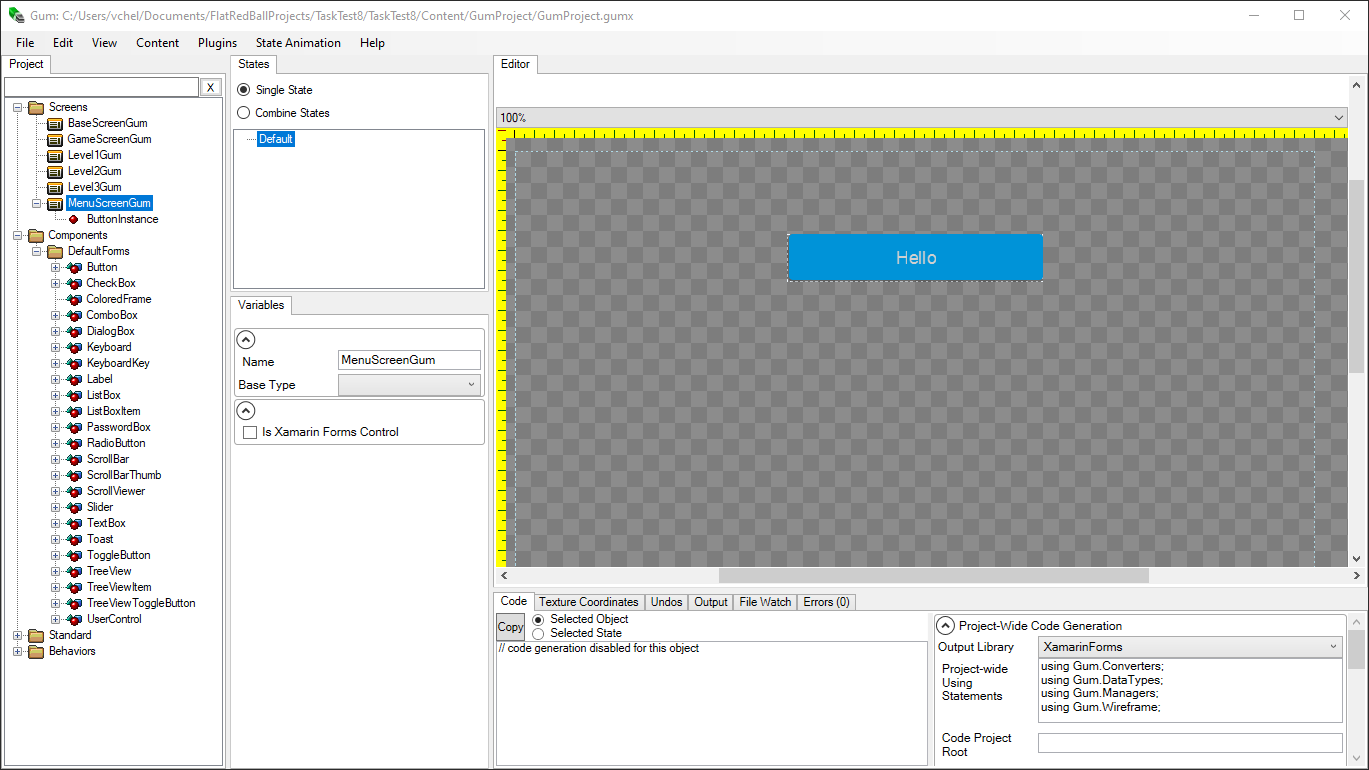 Gum: C:/Users/vchel/Documents/FlatRedBallProjects/TaskTest8/TaskTest8/Content/GumProject/GumProject.gumx
File Edit View Content Plugins State Animation Help
Project
X
Screens
BaseScreenGum
GameScreenGum
Level1Gum
Level2Gum
Level3Gum
MenuScreenGum
ButtonInstance
Components
DefaultForms
Button
CheckBox
ColoredFrame
ComboBox
DialogBox
Keyboard
KeyboardKey
Label
ListBox
ListBoxItem
PasswordBox
RadioButton
ScrollBar
ScrollBarThumb
ScrollViewer
Slider
TextBox
Toast
ToggleButton
TreeView
TreeViewItem
TreeViewToggleButton
UserControl
Standard
Behaviors
States
Single State
Combine States
Default
Variables
Name MenuScreenGum
Base Type
Is Xamarin Forms Control
Editor
100%
Hello
Code Texture Coordinates Undos Output File Watch Errors (0)
Copy
Selected Object
Selected State
// code generation disabled for this object
Project-Wide Code Generation
Output Library XamarinForms
Project-wide
Using
Statements
using Gum.Converters;
using Gum.DataTypes;
using Gum.Managers;
using Gum.Wireframe;
Code Project
Root